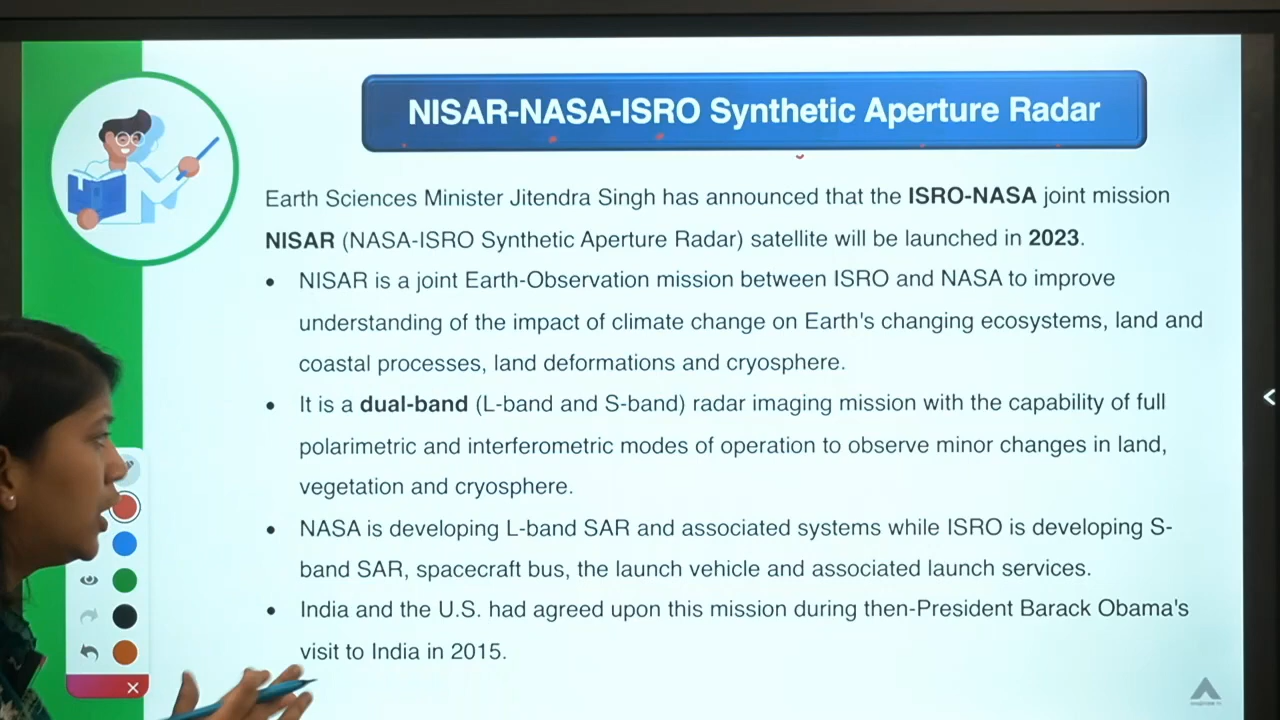 NISAR-NASA-ISRO Synthetic Aperture Radar
Earth Sciences Minister Jitendra Singh has announced that the ISRO-NASA joint mission
NISAR (NASA-ISRO Synthetic Aperture Radar) satellite will be launched in 2023.
• NISAR is a joint Earth-Observation mission between ISRO and NASA to improve
understanding of the impact of climate change on Earth's changing ecosystems, land and
coastal processes, land deformations and cryosphere.
• It is a dual-band (L-band and S-band) radar imaging mission with the capability of full
polarimetric and interferometric modes of operation to observe minor changes in land,
vegetation and cryosphere.
• NASA is developing L-band SAR and associated systems while ISRO is developing S-
band SAR, spacecraft bus, the launch vehicle and associated launch services.
• India and the U.S. had agreed upon this mission during then-President Barack Obama's
visit to India in 2015.